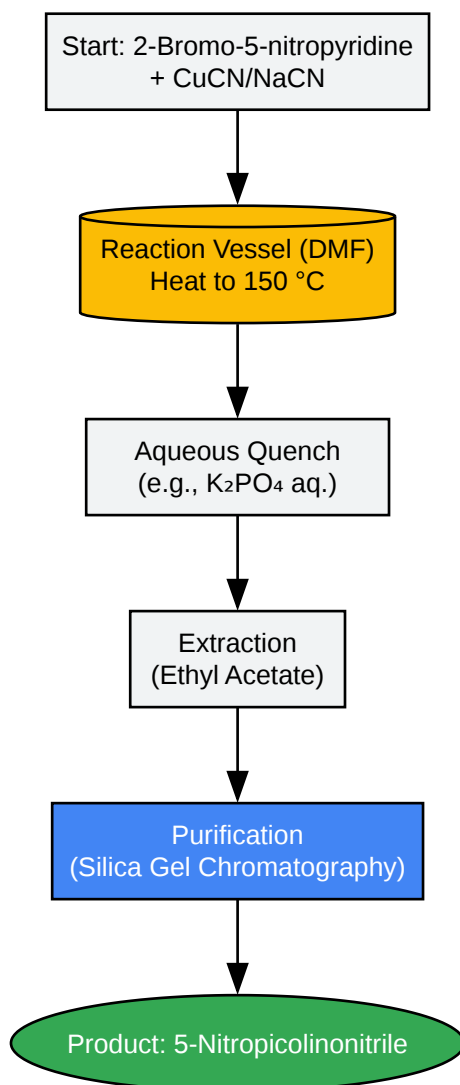 Start: 2-Bromo-5-nitropyridine
+ CuCN/NaCN
Reaction Vessel (DMF)
Heat to 150 °C
Aqueous Quench
(e.g., K₂PO₄ aq.)
Extraction
(Ethyl Acetate)
Purification
(Silica Gel Chromatography)
Product: 5-Nitropicolinonitrile